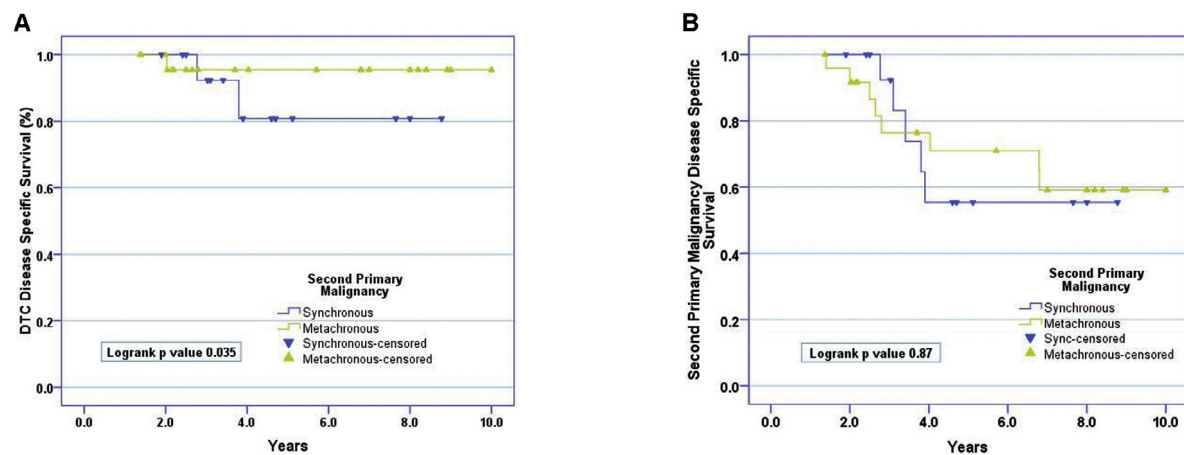 A
DTC Disease Specific Survival (%)
1.0
0.8
0.6
0.4
0.2
0.0
Second Primary
Malignancy
Synchronous
Metachronous
Synchronous-censored
Metachronous-censored
Logrank p value 0.035
0.0 2.0 4.0 6.0 8.0 10.0
Years
B
Second Primary Malignancy Disease Specific
Survival
1.0
0.8
0.6
0.4
0.2
0.0
Second Primary
Malignancy
Synchronous
Metachronous
Sync-censored
Metachronous-censored
Logrank p value 0.87
0.0 2.0 4.0 6.0 8.0 10.0
Years